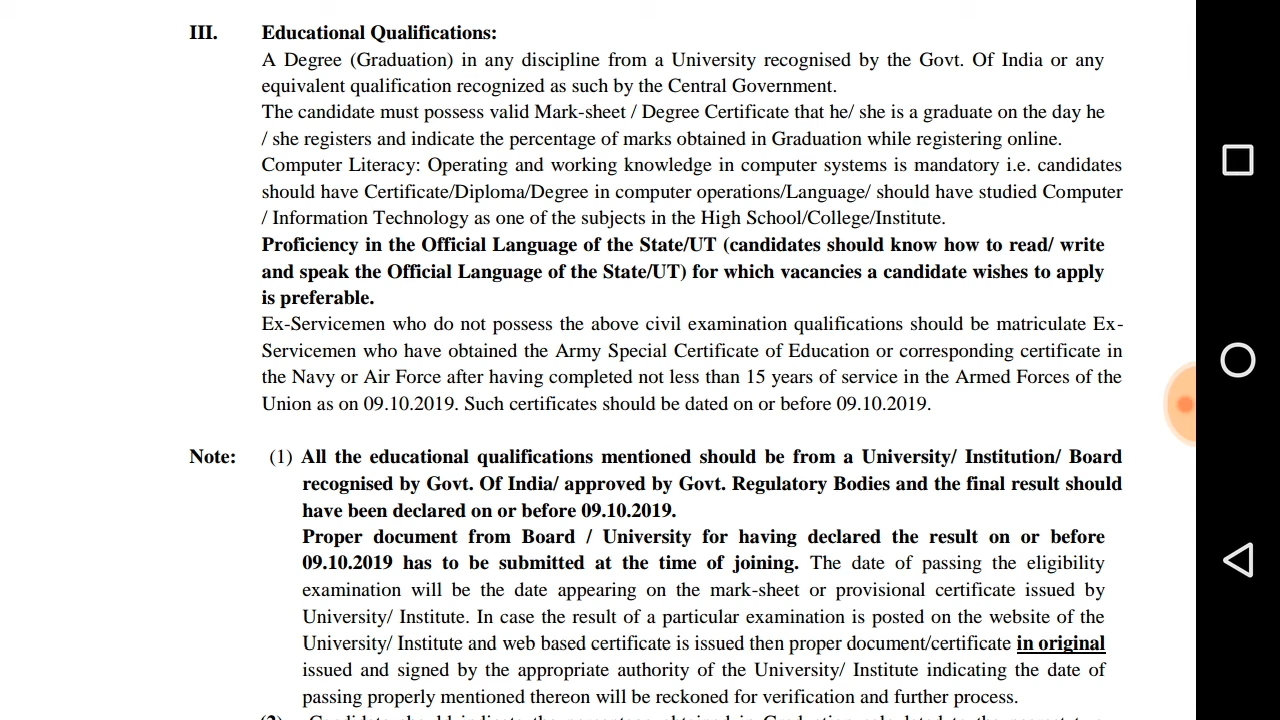 III. Educational Qualifications:
A Degree (Graduation) in any discipline from a University recognised by the Govt. Of India or any
equivalent qualification recognized as such by the Central Government.
The candidate must possess valid Mark-sheet / Degree Certificate that he/ she is a graduate on the day he
/ she registers and indicate the percentage of marks obtained in Graduation while registering online.
Computer Literacy: Operating and working knowledge in computer systems is mandatory i.e. candidates
should have Certificate/Diploma/Degree in computer operations/Language/ should have studied Computer
/ Information Technology as one of the subjects in the High School/College/Institute.
Proficiency in the Official Language of the State/UT (candidates should know how to read/ write
and speak the Official Language of the State/UT) for which vacancies a candidate wishes to apply
is preferable.
Ex-Servicemen who do not possess the above civil examination qualifications should be matriculate Ex-
Servicemen who have obtained the Army Special Certificate of Education or corresponding certificate in
the Navy or Air Force after having completed not less than 15 years of service in the Armed Forces of the
Union as on 09.10.2019. Such certificates should be dated on or before 09.10.2019.
Note: (1) All the educational qualifications mentioned should be from a University/ Institution/ Board
recognised by Govt. Of India/ approved by Govt. Regulatory Bodies and the final result should
have been declared on or before 09.10.2019.
Proper document from Board / University for having declared the result on or before
09.10.2019 has to be submitted at the time of joining. The date of passing the eligibility
examination will be the date appearing on the mark-sheet or provisional certificate issued by
University/ Institute. In case the result of a particular examination is posted on the website of the
University/ Institute and web based certificate is issued then proper document/certificate in original
issued and signed by the appropriate authority of the University/ Institute indicating the date of
passing properly mentioned thereon will be reckoned for verification and further process.